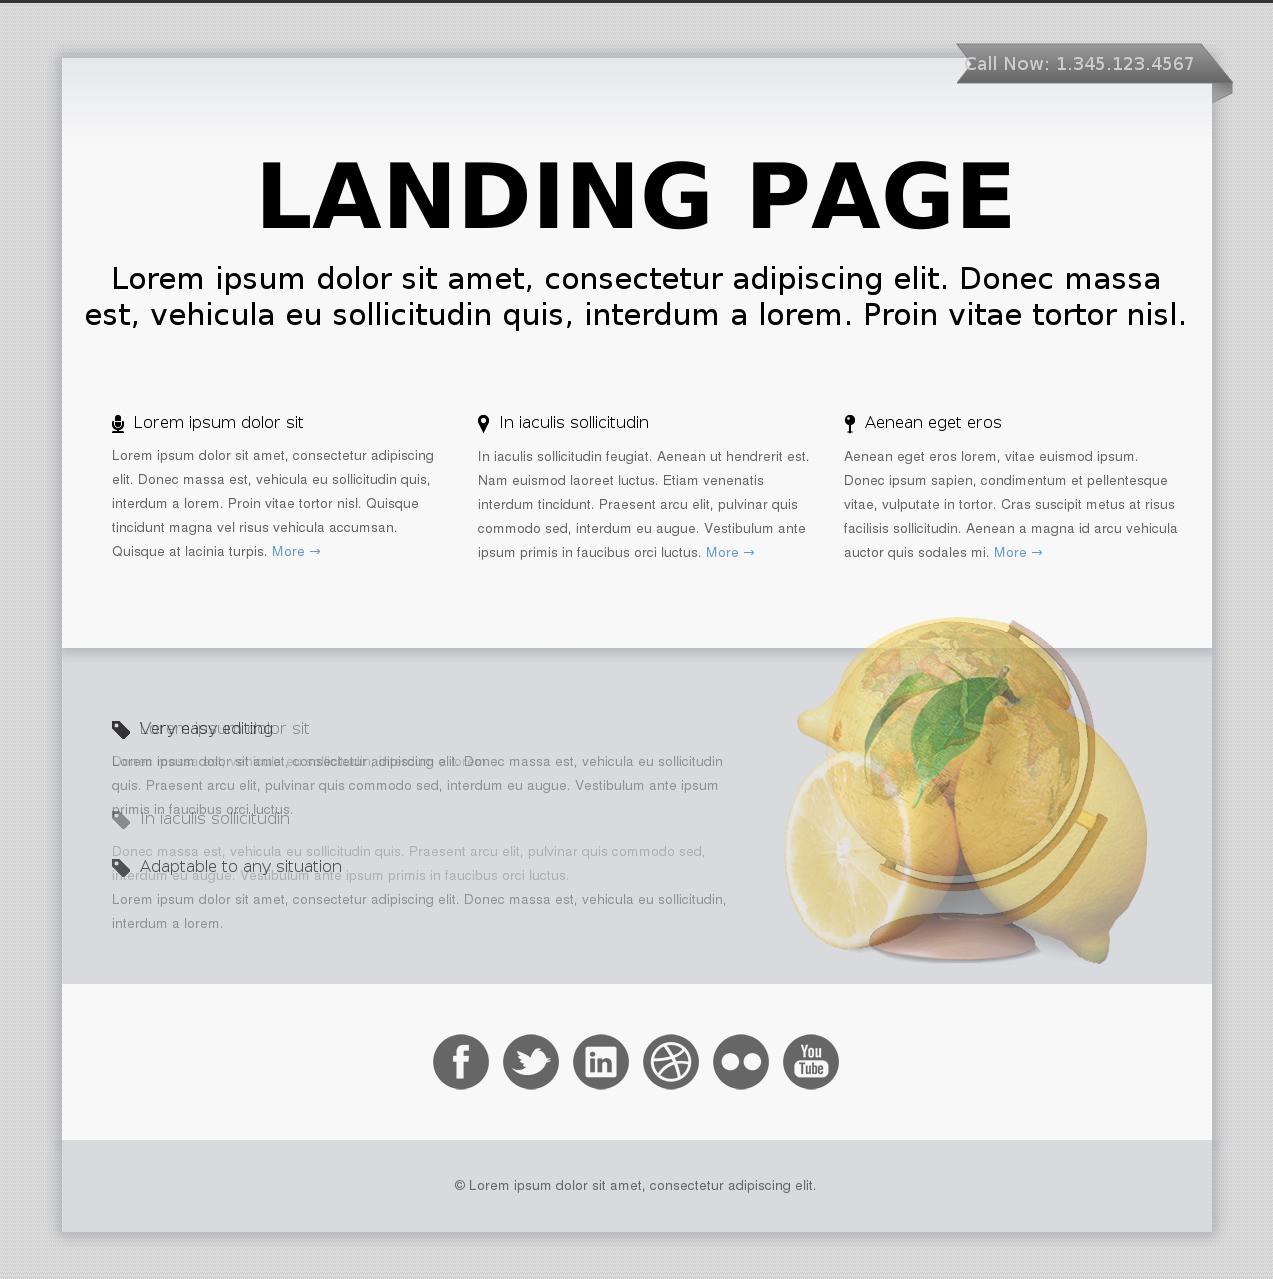 Call Now: 1.345.123.4567
LANDING PAGE
Lorem ipsum dolor sit amet, consectetur adipiscing elit. Donec massa
est, vehicula eu sollicitudin quis, interdum a lorem. Proin vitae tortor nisl.
Lorem ipsum dolor sit
Lorem ipsum dolor sit amet, consectetur adipiscing
elit. Donec massa est, vehicula eu sollicitudin quis,
interdum a lorem. Proin vitae tortor nisl. Quisque
tincidunt magna vel risus vehicula accumsan.
Quisque at lacinia turpis. More →
In iaculis sollicitudin
In iaculis sollicitudin feugiat. Aenean ut hendrerit est.
Nam euismod laoreet luctus. Etiam venenatis
interdum tincidunt. Praesent arcu elit, pulvinar quis
commodo sed, interdum eu augue. Vestibulum ante
ipsum primis in faucibus orci luctus. More →
Aenean eget eros
Aenean eget eros lorem, vitae euismod ipsum.
Donec ipsum sapien, condimentum et pellentesque
vitae, vulputate in tortor. Cras suscipit metus at risus
facilisis sollicitudin. Aenean a magna id arcu vehicula
auctor quis sodales mi. More →
Very easy editing
Lorem ipsum dolor sit
Lorem ipsum dolor sit amet, consectetur adipiscing elit. Donec massa est, vehicula eu sollicitudin
quis. Praesent arcu elit, pulvinar quis commodo sed, interdum eu augue. Vestibulum ante ipsum
primis in faucibus orci luctus.
In iaculis sollicitudin
Donec massa est, vehicula eu sollicitudin quis. Praesent arcu elit, pulvinar quis commodo sed,
interdum eu augue. Vestibulum ante ipsum primis in faucibus orci luctus.
Adaptable to any situation
Lorem ipsum dolor sit amet, consectetur adipiscing elit. Donec massa est, vehicula eu sollicitudin,
interdum a lorem.
f
in
You
Tube
© Lorem ipsum dolor sit amet, consectetur adipiscing elit.